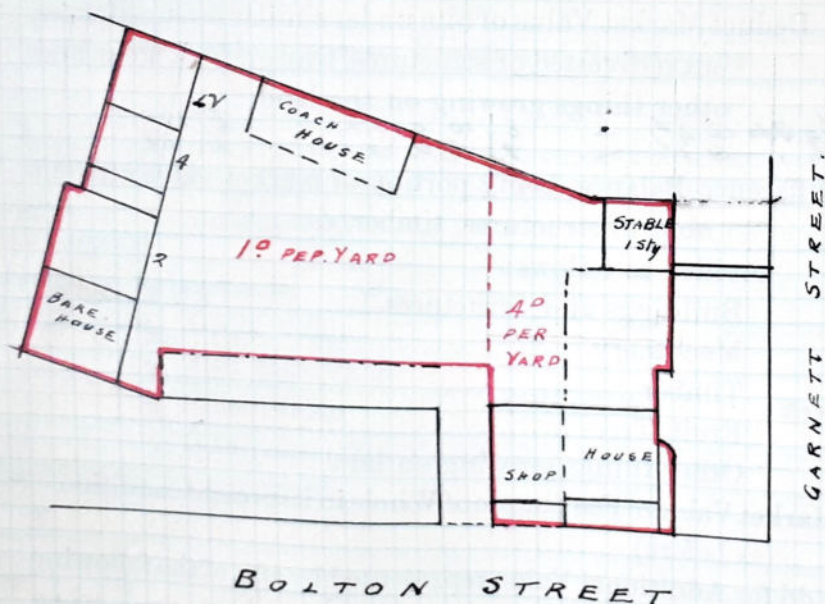 COACH
HOUSE
4
2
BAKE.
HOUSE
1ᴰ PER. YARD
4ᴰ
PER
YARD
STABLE
1 Sty
SHOP
HOUSE
GARNETT STREET.
BOLTON STREET